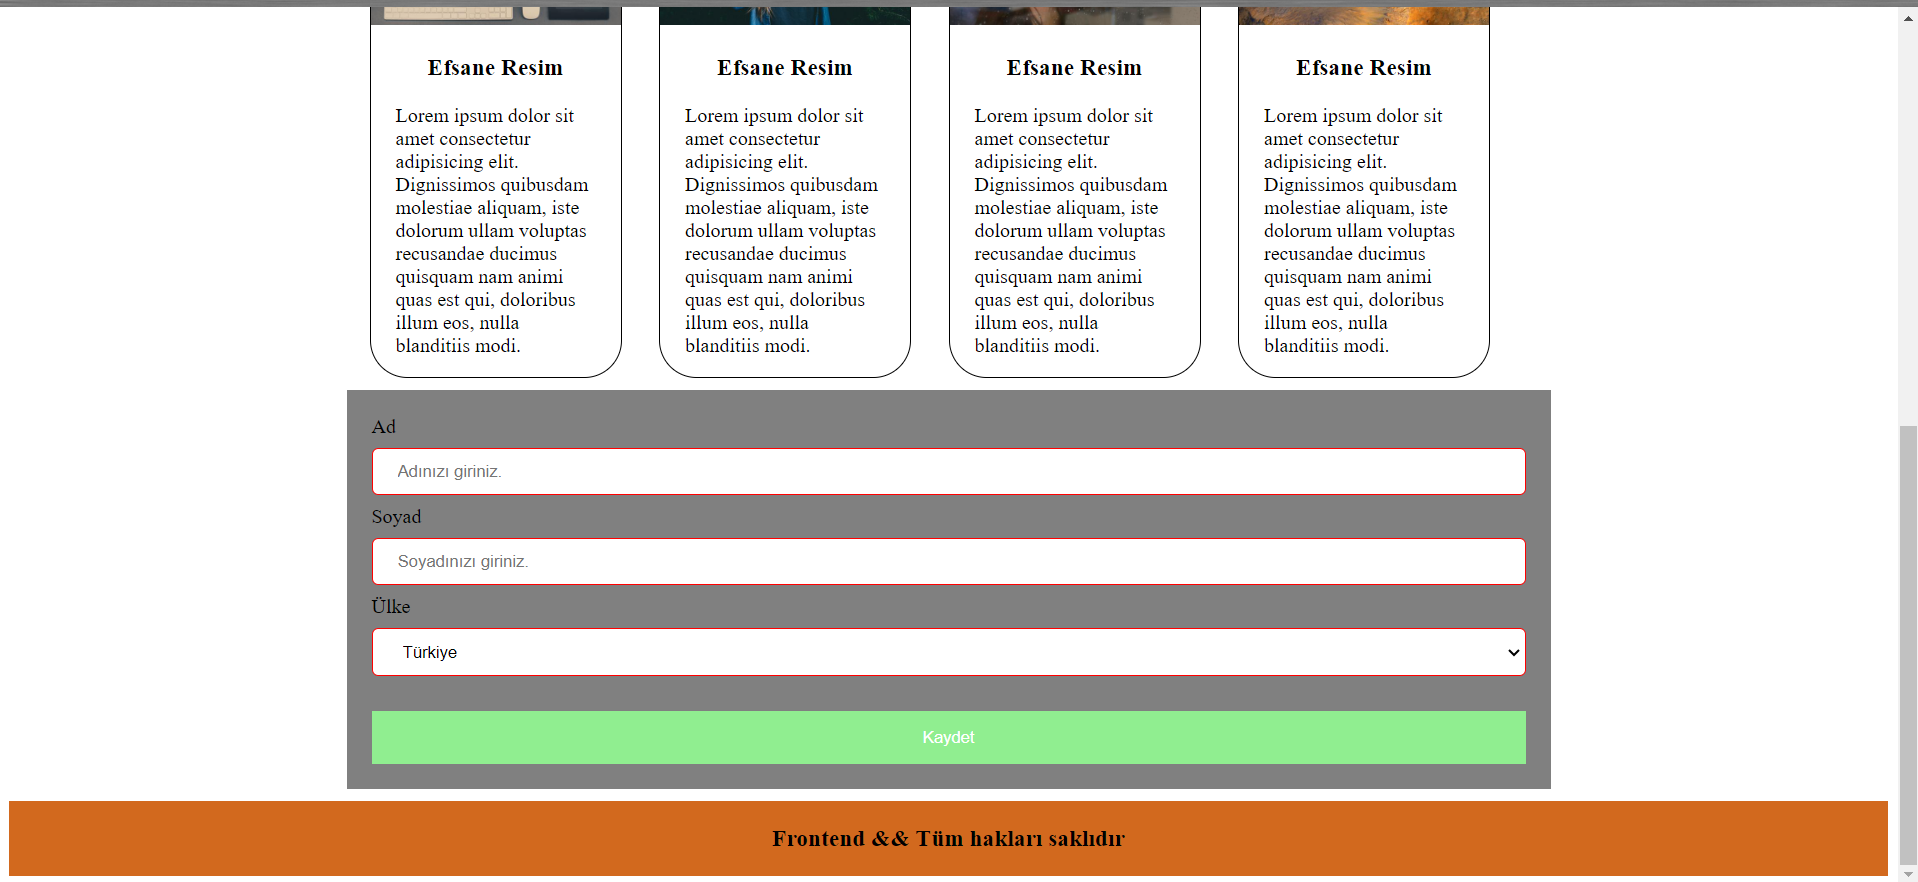 Efsane Resim
Lorem ipsum dolor sit
amet consectetur
adipisicing elit.
Dignissimos quibusdam
molestiae aliquam, iste
dolorum ullam voluptas
recusandae ducimus
quisquam nam animi
quas est qui, doloribus
illum eos, nulla
blanditiis modi.
Efsane Resim
Lorem ipsum dolor sit
amet consectetur
adipisicing elit.
Dignissimos quibusdam
molestiae aliquam, iste
dolorum ullam voluptas
recusandae ducimus
quisquam nam animi
quas est qui, doloribus
illum eos, nulla
blanditiis modi.
Efsane Resim
Lorem ipsum dolor sit
amet consectetur
adipisicing elit.
Dignissimos quibusdam
molestiae aliquam, iste
dolorum ullam voluptas
recusandae ducimus
quisquam nam animi
quas est qui, doloribus
illum eos, nulla
blanditiis modi.
Efsane Resim
Lorem ipsum dolor sit
amet consectetur
adipisicing elit.
Dignissimos quibusdam
molestiae aliquam, iste
dolorum ullam voluptas
recusandae ducimus
quisquam nam animi
quas est qui, doloribus
illum eos, nulla
blanditiis modi.
Ad
Adınızı giriniz.
Soyad
Soyadınızı giriniz.
Ülke
Türkiye
Kaydet
Frontend && Tüm hakları saklıdır